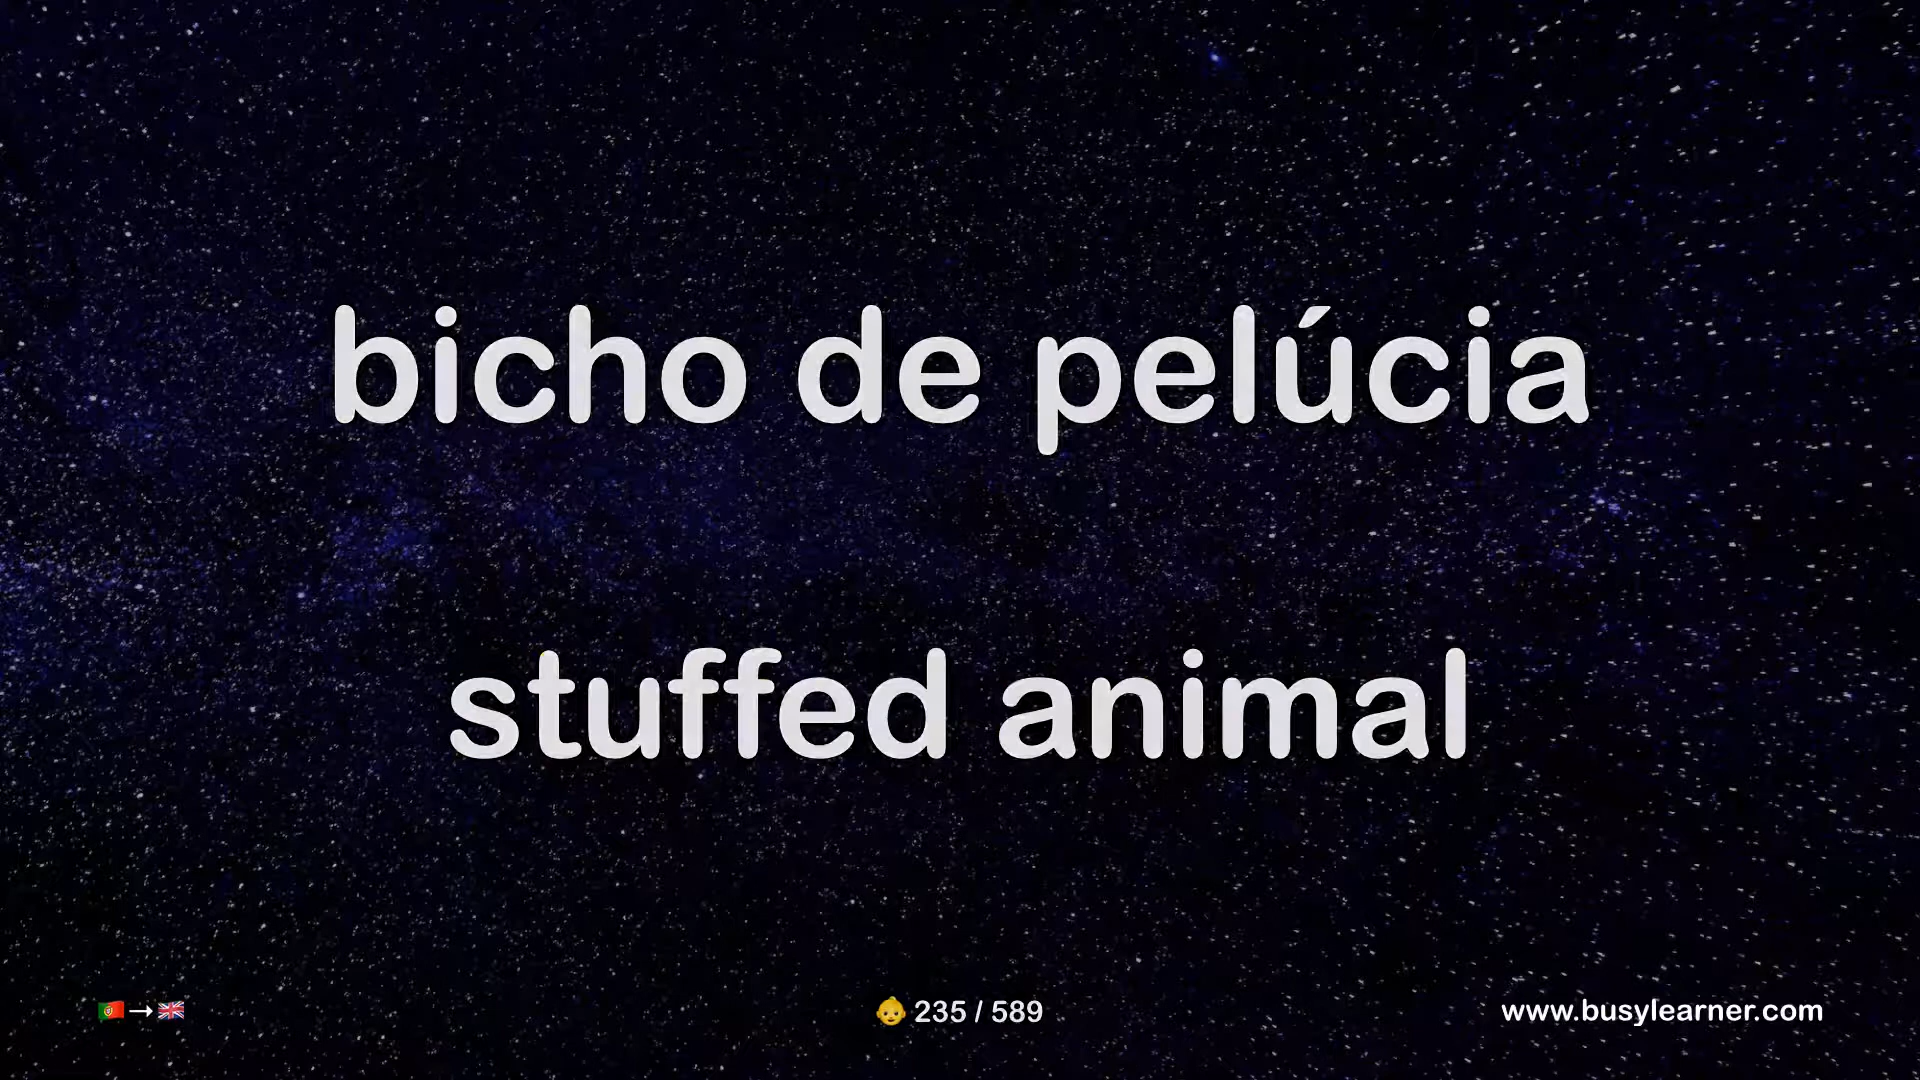 bicho de pelúcia
stuffed animal
🇵🇹→🇬🇧 👶 235 / 589 www.busylearner.com